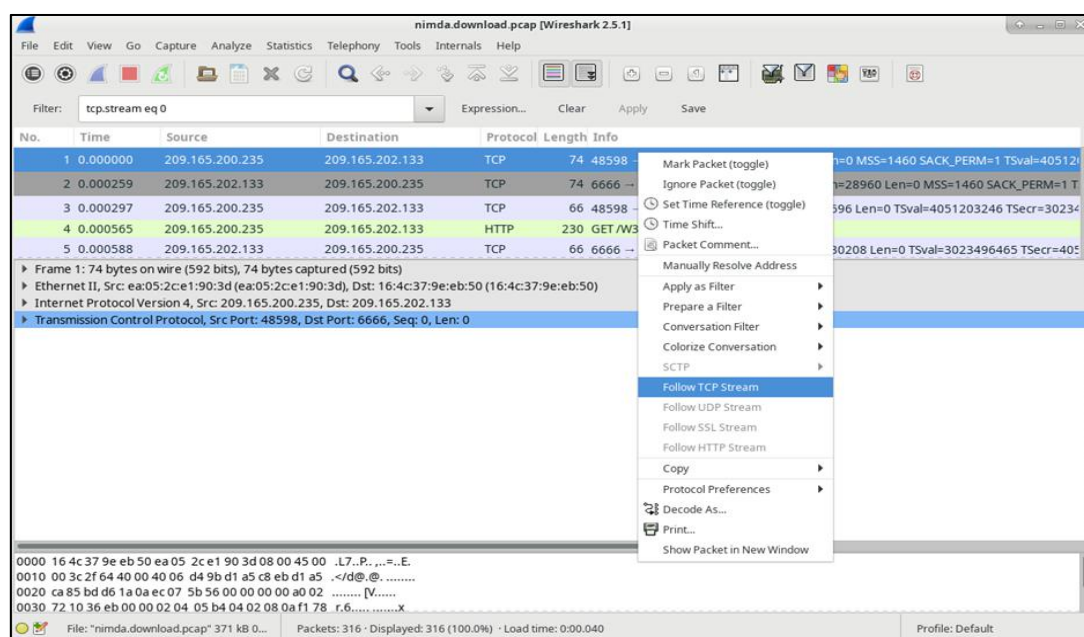 nimda.download.pcap [Wireshark 2.5.1]
File Edit View Go Capture Analyze Statistics Telephony Tools Internals Help
Filter: tcp.stream eq 0 Expression... Clear Apply Save
No. Time Source Destination Protocol Length Info
1 0.000000 209.165.200.235 209.165.202.133 TCP 74 48598 n=0 MSS=1460 SACK_PERM=1 TSval=40512
2 0.000259 209.165.202.133 209.165.200.235 TCP 74 6666 → n=28960 Len=0 MSS=1460 SACK_PERM=1 T
3 0.000297 209.165.200.235 209.165.202.133 TCP 66 48598 596 Len=0 TSval=4051203246 TSecr=30234
4 0.000565 209.165.200.235 209.165.202.133 HTTP 230 GET /W3
5 0.000588 209.165.202.133 209.165.200.235 TCP 66 6666 → 30208 Len=0 TSval=3023496465 TSecr=405
Mark Packet (toggle)
Ignore Packet (toggle)
Set Time Reference (toggle)
Time Shift...
Packet Comment...
Manually Resolve Address
Apply as Filter
Prepare a Filter
Conversation Filter
Colorize Conversation
SCTP
Follow TCP Stream
Follow UDP Stream
Follow SSL Stream
Follow HTTP Stream
Copy
Protocol Preferences
Decode As...
Print...
Show Packet in New Window
Frame 1: 74 bytes on wire (592 bits), 74 bytes captured (592 bits)
Ethernet II, Src: ea:05:2c:e1:90:3d (ea:05:2c:e1:90:3d), Dst: 16:4c:37:9e:eb:50 (16:4c:37:9e:eb:50)
Internet Protocol Version 4, Src: 209.165.200.235, Dst: 209.165.202.133
Transmission Control Protocol, Src Port: 48598, Dst Port: 6666, Seq: 0, Len: 0
0000 16 4c 37 9e eb 50 ea 05 2c e1 90 3d 08 00 45 00 .L7..P.. ,..=..E.
0010 00 3c 2f 64 40 00 40 06 d4 9b d1 a5 c8 eb d1 a5 .</d@.@. ........
0020 ca 85 bd d6 1a 0a ec 07 5b 56 00 00 00 00 a0 02 ........ [V......
0030 72 10 36 eb 00 00 02 04 05 b4 04 02 08 0a f1 78 r.6..... .......x
File: "nimda.download.pcap" 371 kB 0... Packets: 316 · Displayed: 316 (100.0%) · Load time: 0:00.040 Profile: Default